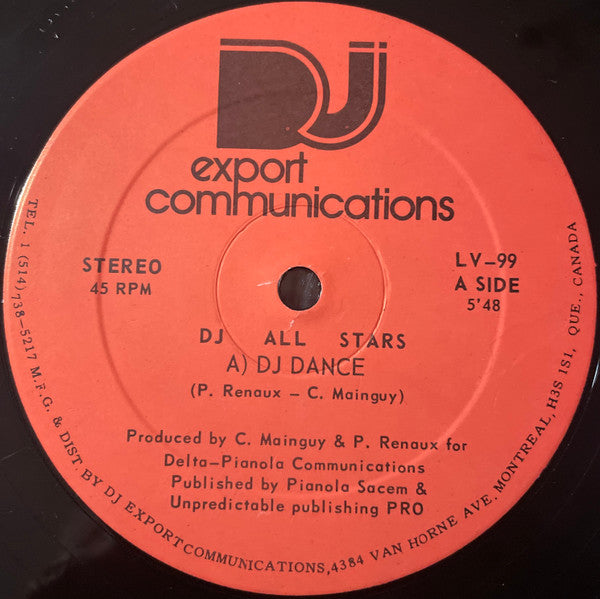 DJ
export
communications
STEREO
45 RPM
LV-99
A SIDE
5'48
DJ ALL STARS
A) DJ DANCE
(P. Renaux - C. Mainguy)
Produced by C. Mainguy & P. Renaux for
Delta-Pianola Communications
Published by Pianola Sacem &
Unpredictable publishing PRO
TEL. 1 (514) 738-5217 M.F.G. & DIST. BY DJ EXPORT COMMUNICATIONS, 4384 VAN HORNE AVE. MONTREAL, H3S 1S1, QUE., CANADA